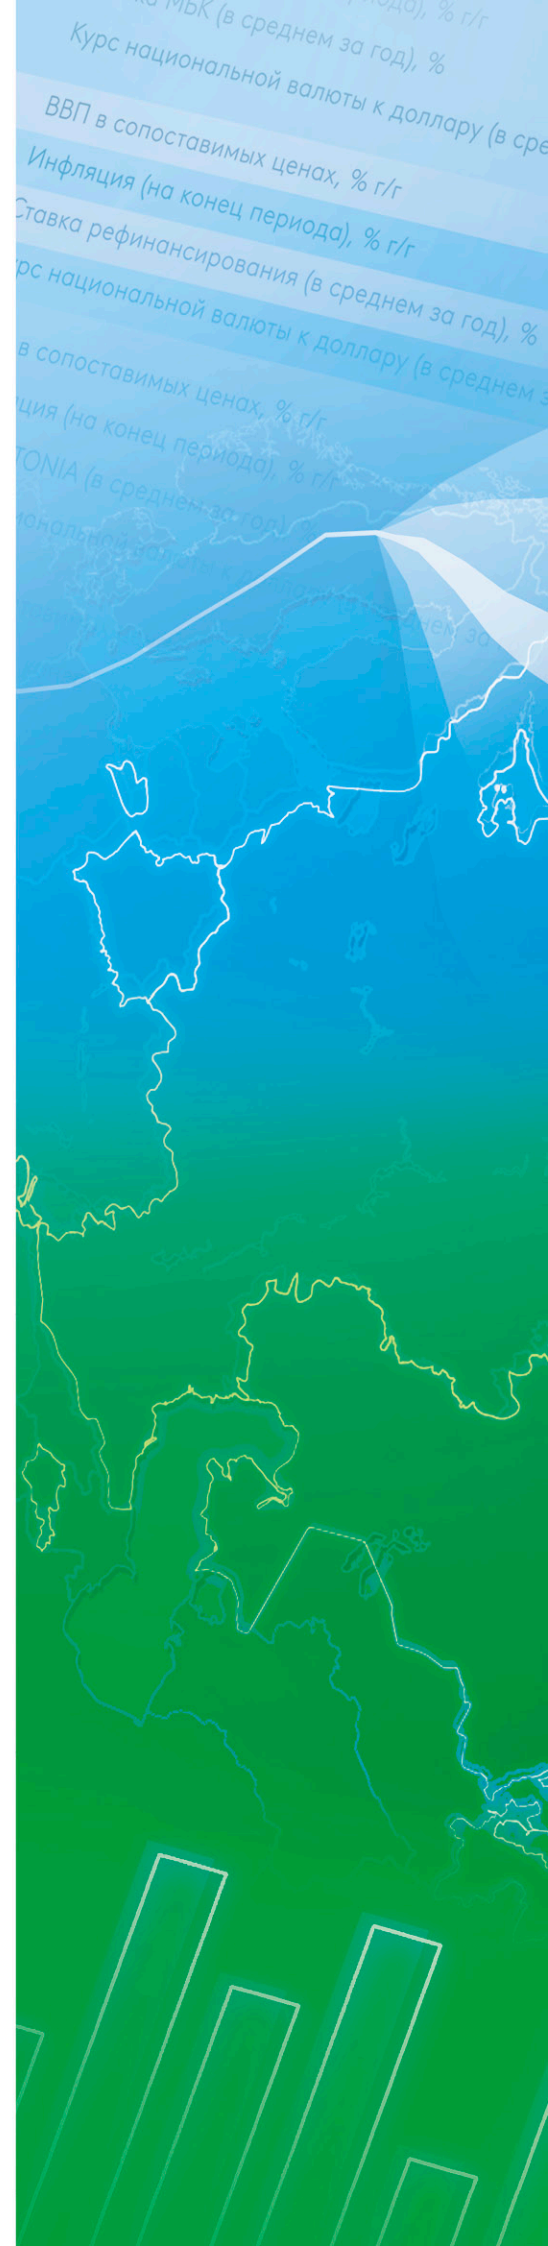 ка МБК (в среднем за год), %
Курс национальной валюты к доллару (в сре
ВВП в сопоставимых ценах, % г/г
Инфляция (на конец периода), % г/г
Ставка рефинансирования (в среднем за год), %
рс национальной валюты к доллару (в среднем з
в сопоставимых ценах, % г/г
ция (на конец периода), % г/г
TONIA (в среднем за год), %